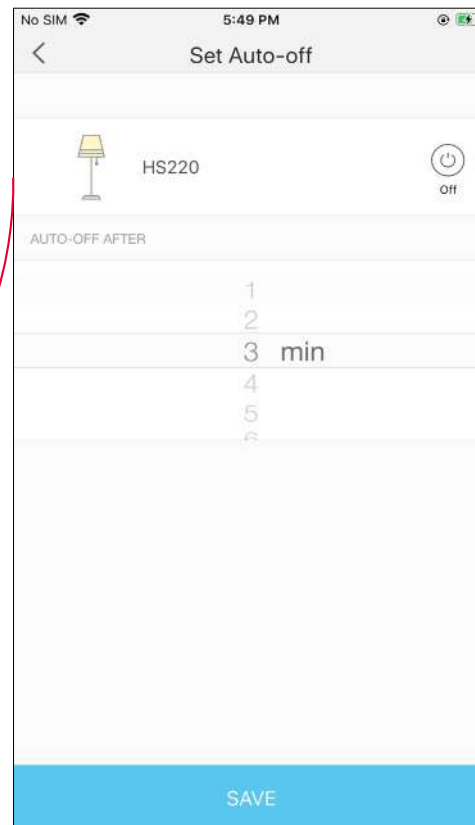 No SIM 5:49 PM
Set Auto-off
HS220
Off
AUTO-OFF AFTER
1
2
3 min
4
5
6
SAVE